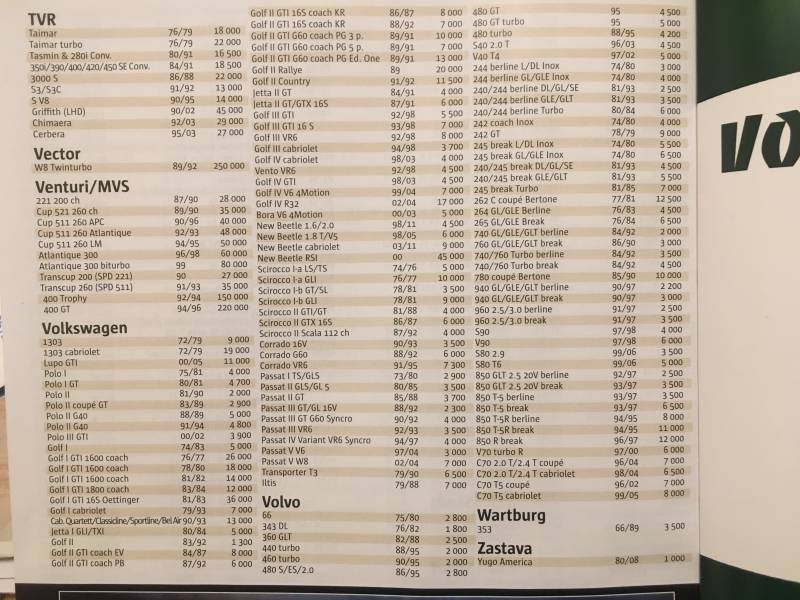 TVR
Taimar 76/79 18 000
Taimar turbo 76/79 22 000
Tasmin & 280i Conv. 80/91 16 500
350i/390/400/420/450 SE Conv. 84/91 18 500
3000 S 86/88 22 000
S3/S3C 91/92 13 000
S V8 90/95 14 000
Griffith (LHD) 90/02 45 000
Chimaera 92/03 29 000
Cerbera 95/03 27 000
Vector
W8 Twinturbo 89/92 250 000
Venturi/MVS
221 200 ch 87/90 28 000
Cup 521 260 ch 89/90 35 000
Cup 511 260 APC 90/96 40 000
Cup 511 260 Atlantique 92/93 48 000
Cup 511 260 LM 94/95 50 000
Atlantique 300 96/98 60 000
Atlantique 300 biturbo 99 80 000
Transcup 200 (SPD 221) 90 27 000
Transcup 260 (SPD 511) 91/93 35 000
400 Trophy 92/94 150 000
400 GT 94/96 220 000
Volkswagen
1303 72/79 9 000
1303 cabriolet 72/79 19 000
Lupo GTI 00/05 11 000
Polo I 75/81 4 000
Polo I GT 80/81 4 700
Polo II 81/90 2 000
Polo II coupé GT 83/89 2 900
Polo II G40 88/89 5 000
Polo II G40 91/94 4 800
Polo III GTI 00/02 3 900
Golf I 74/83 5 000
Golf I GTI 1600 coach 76/77 26 000
Golf I GTI 1600 coach 78/80 18 000
Golf I GTI 1600 coach 81/82 14 000
Golf I GTI 1800 coach 83/84 12 000
Golf I GTI 16S Oettinger 81/83 36 000
Golf I cabriolet 79/93 7 000
Cab. Quartett/Classicline/Sportline/Bel Air 90/93 13 000
Jetta I GLI/TXI 80/84 5 000
Golf II 83/92 1 300
Golf II GTI coach EV 84/87 8 000
Golf II GTI coach PB 87/92 6 000
Golf II GTI 16S coach KR 86/87 8 000
Golf II GTI 16S coach KR 88/92 7 000
Golf II GTI G60 coach PG 3 p. 89/91 10 000
Golf II GTI G60 coach PG 5 p. 89/91 9 000
Golf II GTI G60 coach PG Ed. One 89/91 13 000
Golf II Rallye 89 20 000
Golf II Country 91/92 11 500
Jetta II GT 84/91 4 000
Jetta II GT/GTX 16S 87/91 6 000
Golf III GTI 92/98 5 500
Golf III GTI 16 S 93/98 7 000
Golf III VR6 92/98 8 000
Golf III cabriolet 94/98 3 700
Golf IV cabriolet 98/03 4 000
Vento VR6 92/98 4 500
Golf IV GTI 98/03 4 500
Golf IV V6 4Motion 99/04 7 000
Golf IV R32 02/04 17 000
Bora V6 4Motion 00/03 5 000
New Beetle 1.6/2.0 98/11 4 500
New Beetle 1.8 T/V5 98/05 6 000
New Beetle cabriolet 03/11 9 000
New Beetle RSI 00 45 000
Scirocco I-a LS/TS 74/76 5 000
Scirocco I-a GLI 76/77 10 000
Scirocco I-b GT/SL 78/81 3 500
Scirocco I-b GLI 78/81 9 000
Scirocco II GTI/GT 81/88 4 000
Scirocco II GTX 16S 86/87 6 000
Scirocco II Scala 112 ch 87/92 4 000
Corrado 16V 90/93 3 500
Corrado G60 88/92 6 000
Corrado VR6 91/95 7 300
Passat I TS/GLS 73/80 2 900
Passat II GLS/GL 5 80/85 3 500
Passat II GT 85/88 3 700
Passat III GT/GL 16V 88/92 2 300
Passat III GT G60 Syncro 90/92 4 000
Passat III VR6 92/93 3 500
Passat IV Variant VR6 Syncro 94/97 4 000
Passat V V6 97/04 3 000
Passat V W8 02/04 7 000
Transporter T3 79/90 6 500
Iltis 79/88 7 000
Volvo
66 75/80 2 800
343 DL 76/82 1 800
360 GLT 82/88 2 500
440 turbo 88/95 2 000
460 turbo 90/95 2 000
480 S/ES/2.0 86/95 2 800
480 GT 95 4 500
480 GT turbo 95 5 000
480 turbo 88/95 4 200
S40 2.0 T 96/03 4 500
V40 T4 97/02 5 000
244 berline L/DL Inox 74/80 3 000
244 berline GL/GLE Inox 74/80 4 000
240/244 berline DL/GL/SE 81/93 2 500
240/244 berline GLE/GLT 81/93 3 500
240/244 berline Turbo 80/84 6 000
242 coach Inox 74/80 4 000
242 GT 78/79 9 000
245 break L/DL Inox 74/80 5 500
245 break GL/GLE Inox 74/80 6 500
240/245 break DL/GL/SE 81/93 4 500
240/245 break GLE/GLT 81/93 5 500
245 break Turbo 81/85 7 000
262 C coupé Bertone 77/81 12 500
264 GL/GLE Berline 76/83 4 500
265 GL/GLE Break 76/84 6 500
740 GL/GLE/GLT berline 84/92 2 000
760 GL/GLE/GLT break 86/90 3 000
740/760 Turbo berline 84/92 3 500
740/760 Turbo break 84/92 4 500
780 coupé Bertone 85/90 10 000
940 GL/GLE/GLT berline 90/97 2 200
940 GL/GLE/GLT break 90/97 3 000
960 2.5/3.0 berline 91/97 2 500
960 2.5/3.0 break 91/97 3 500
S90 97/98 4 000
V90 97/98 6 000
S80 2.9 99/06 3 500
S80 T6 99/06 5 500
850 GLT 2.5 20V berline 92/97 2 500
850 GLT 2.5 20V break 93/97 3 500
850 T-5 berline 93/97 3 500
850 T-5 break 93/97 6 500
850 T-5R berline 94/95 8 000
850 T-5R break 94/95 11 000
850 R break 96/97 12 000
V70 turbo R 97/00 6 000
C70 2.0 T/2.4 T coupé 96/04 7 000
C70 2.0 T/2.4 T cabriolet 98/04 6 500
C70 T5 coupé 96/02 7 000
C70 T5 cabriolet 99/05 8 000
Wartburg
353 66/89 3 500
Zastava
Yugo America 80/08 1 000